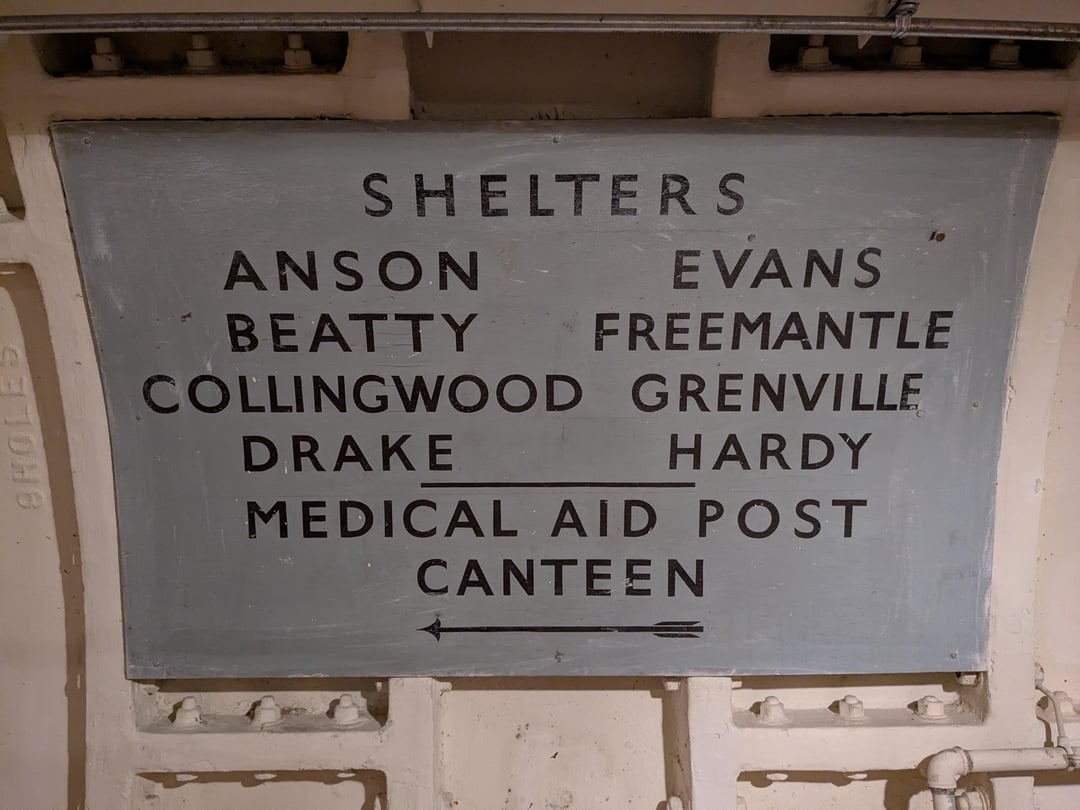 SHELTERS
ANSON EVANS
BEATTY FREEMANTLE
COLLINGWOOD GRENVILLE
DRAKE HARDY
MEDICAL AID POST
CANTEEN